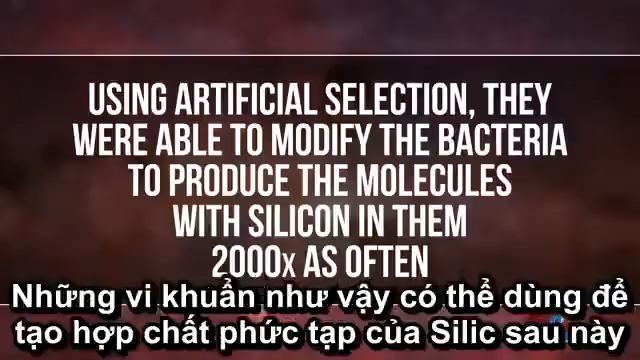 USING ARTIFICIAL SELECTION, THEY
WERE ABLE TO MODIFY THE BACTERIA
TO PRODUCE THE MOLECULES
WITH SILICON IN THEM
2000X AS OFTEN
Những vi khuẩn như vậy có thể dùng để
tạo hợp chất phức tạp của Silic sau này